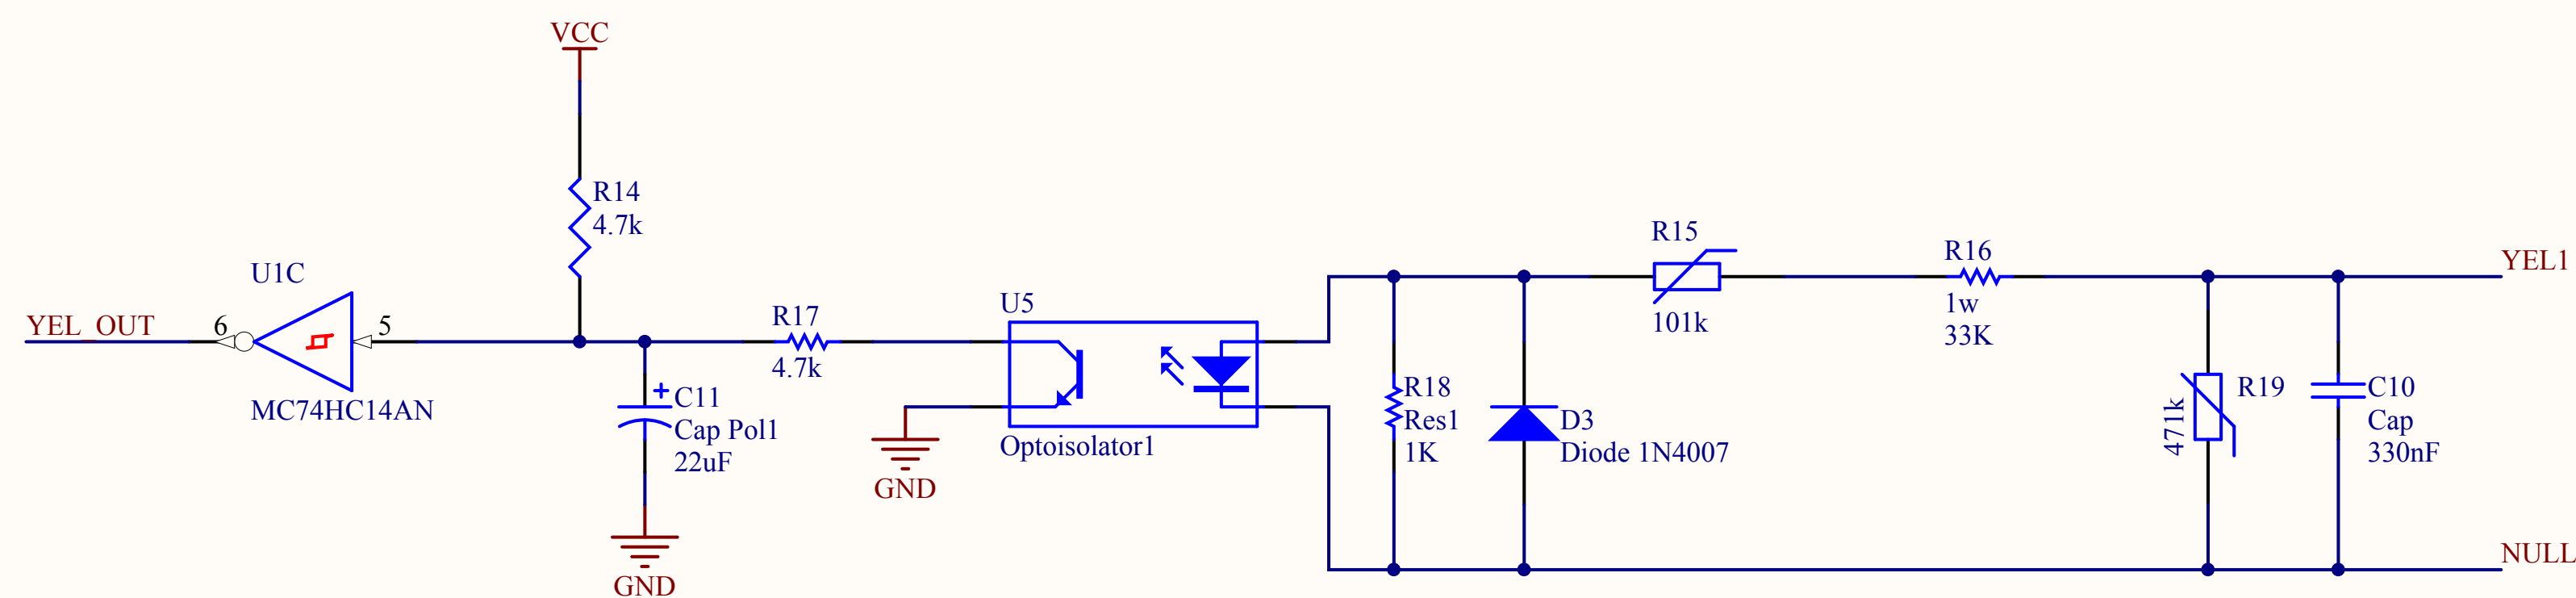 VCC
R14
4.7k
U1C
YEL_OUT
6
5
MC74HC14AN
C11
Cap Pol1
22uF
GND
R17
4.7k
GND
U5
Optoisolator1
R18
Res1
1K
D3
Diode 1N4007
R15
101k
R16
1w
33K
R19
471k
C10
Cap
330nF
YEL1
NULL